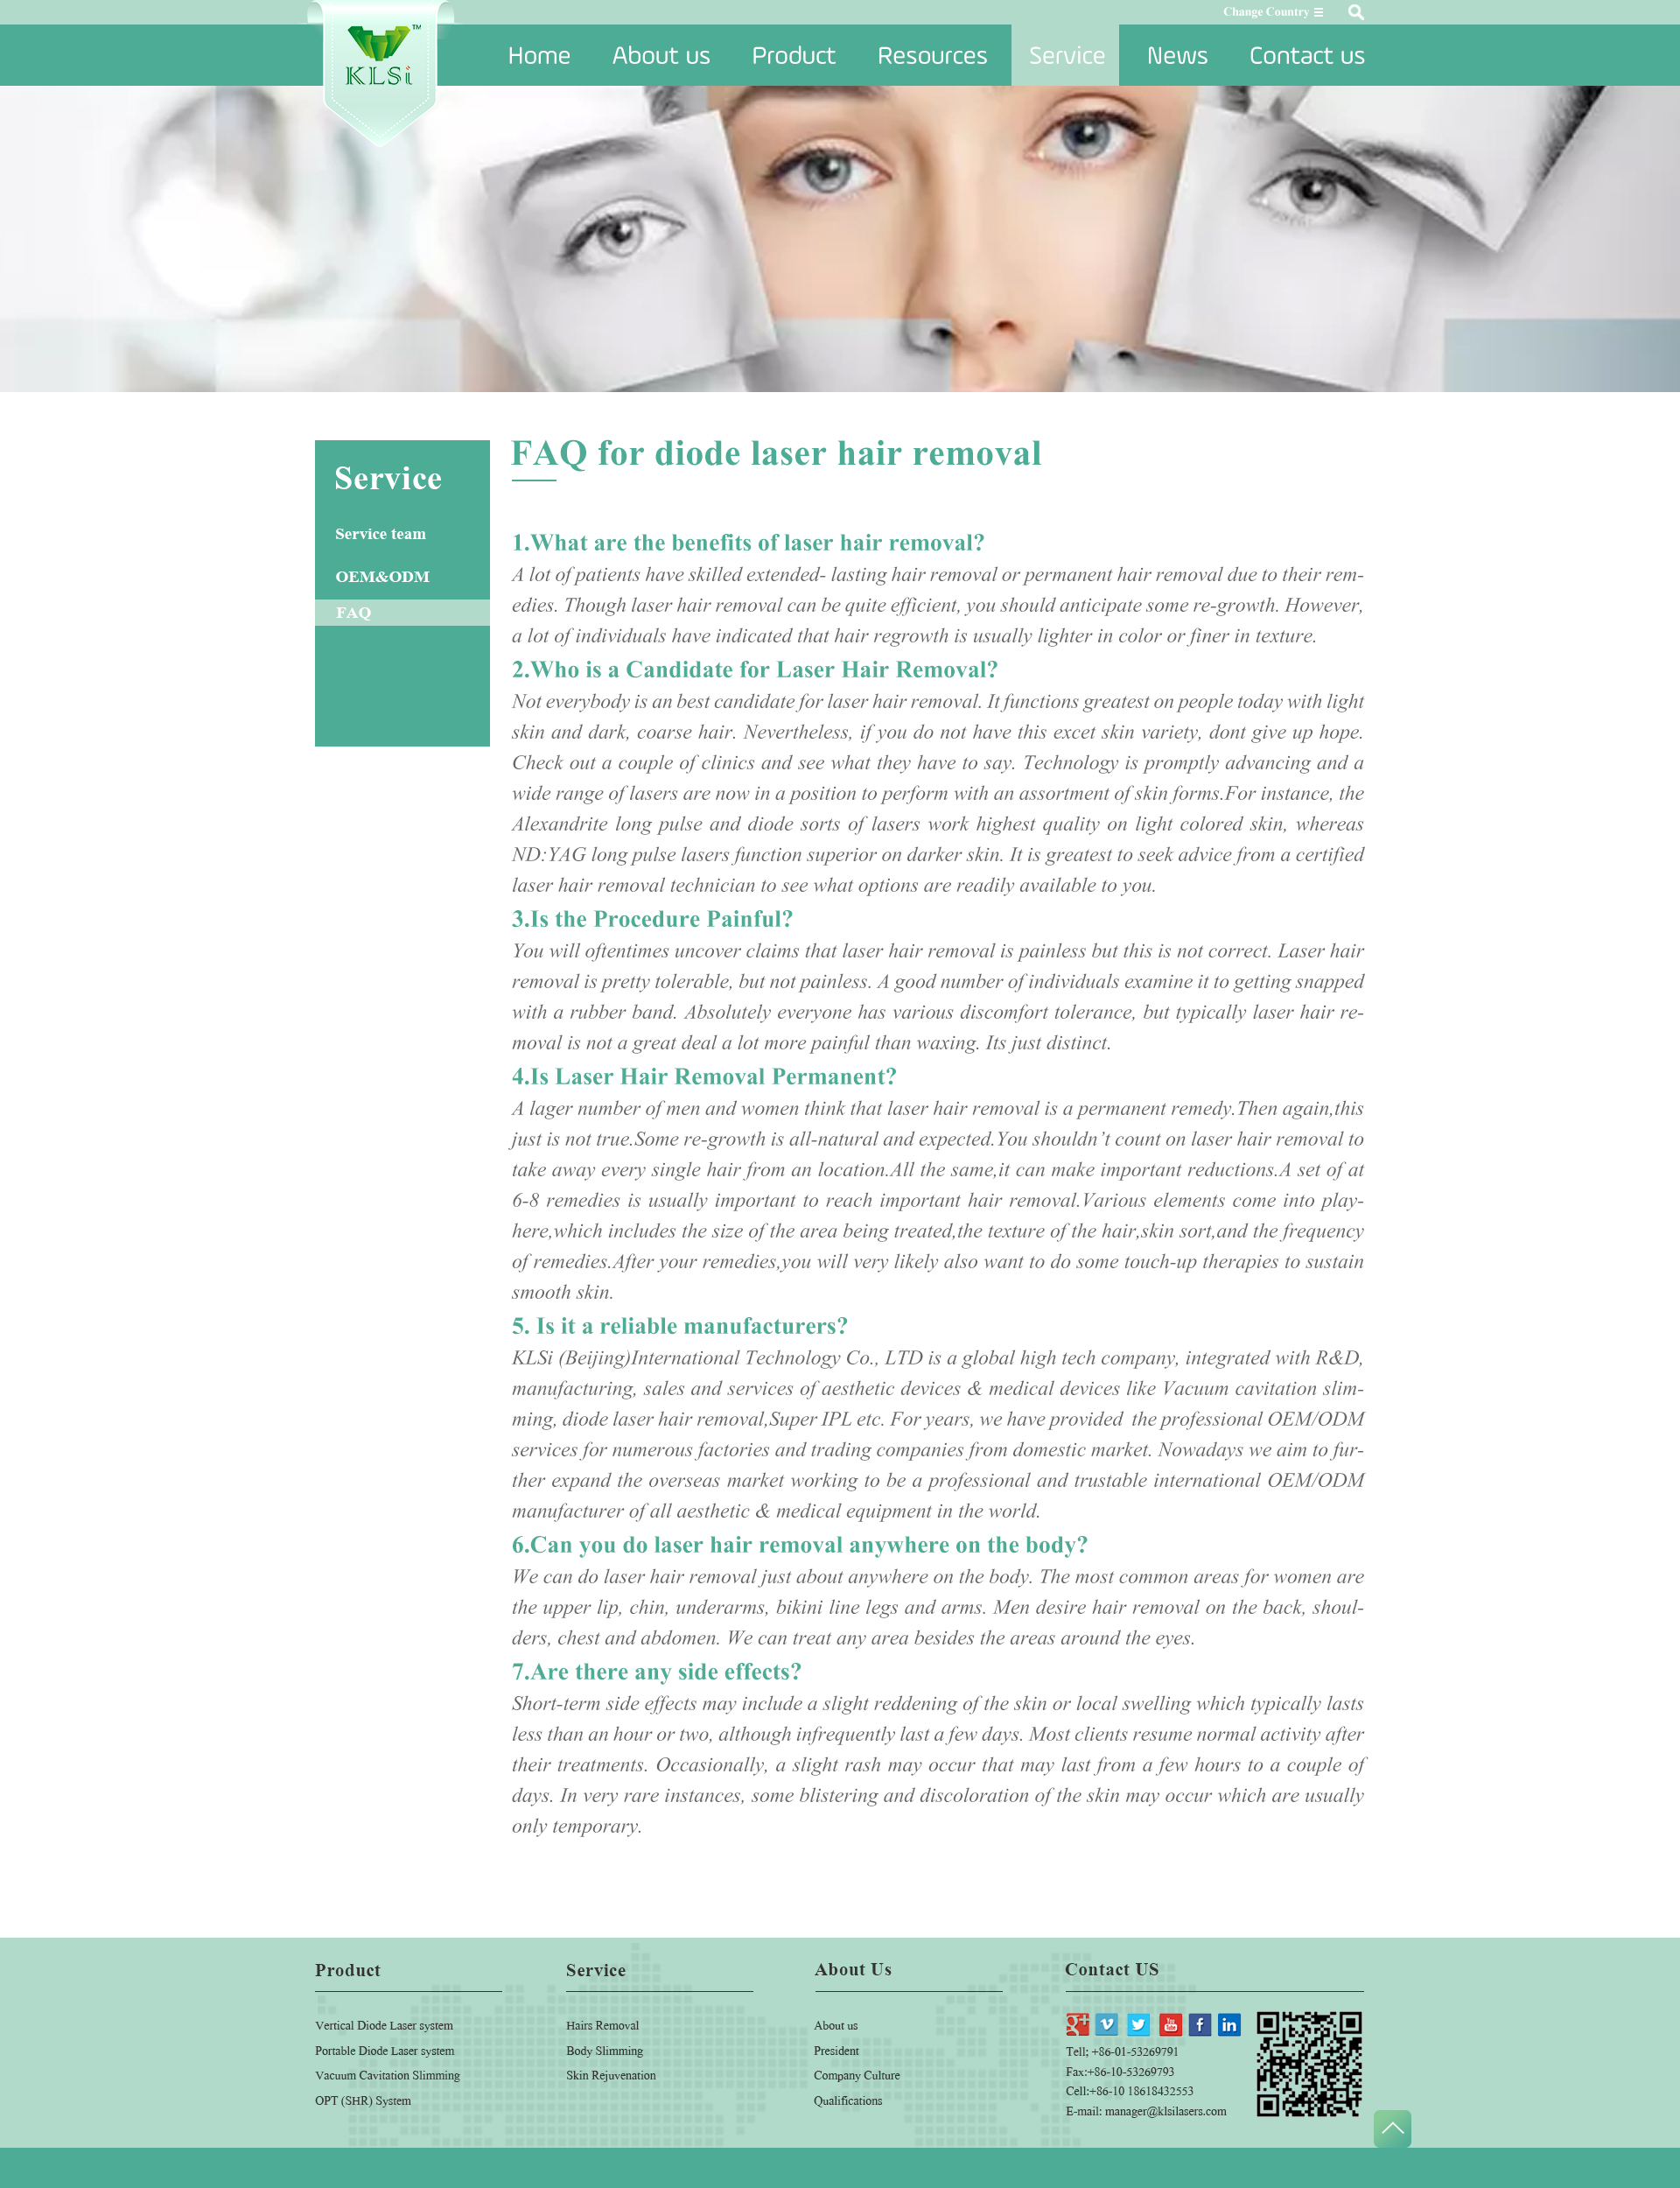 Change Country
KLSi
TM
Home About us Product Resources Service News Contact us
Service
Service team
OEM&ODM
FAQ
FAQ for diode laser hair removal
1.What are the benefits of laser hair removal?
A lot of patients have skilled extended- lasting hair removal or permanent hair removal due to their rem-
edies. Though laser hair removal can be quite efficient, you should anticipate some re-growth. However,
a lot of individuals have indicated that hair regrowth is usually lighter in color or finer in texture.
2.Who is a Candidate for Laser Hair Removal?
Not everybody is an best candidate for laser hair removal. It functions greatest on people today with light
skin and dark, coarse hair. Nevertheless, if you do not have this excet skin variety, dont give up hope.
Check out a couple of clinics and see what they have to say. Technology is promptly advancing and a
wide range of lasers are now in a position to perform with an assortment of skin forms.For instance, the
Alexandrite long pulse and diode sorts of lasers work highest quality on light colored skin, whereas
ND:YAG long pulse lasers function superior on darker skin. It is greatest to seek advice from a certified
laser hair removal technician to see what options are readily available to you.
3.Is the Procedure Painful?
You will oftentimes uncover claims that laser hair removal is painless but this is not correct. Laser hair
removal is pretty tolerable, but not painless. A good number of individuals examine it to getting snapped
with a rubber band. Absolutely everyone has various discomfort tolerance, but typically laser hair re-
moval is not a great deal a lot more painful than waxing. Its just distinct.
4.Is Laser Hair Removal Permanent?
A lager number of men and women think that laser hair removal is a permanent remedy.Then again,this
just is not true.Some re-growth is all-natural and expected.You shouldn’t count on laser hair removal to
take away every single hair from an location.All the same,it can make important reductions.A set of at
6-8 remedies is usually important to reach important hair removal.Various elements come into play-
here,which includes the size of the area being treated,the texture of the hair,skin sort,and the frequency
of remedies.After your remedies,you will very likely also want to do some touch-up therapies to sustain
smooth skin.
5. Is it a reliable manufacturers?
KLSi (Beijing)International Technology Co., LTD is a global high tech company, integrated with R&D,
manufacturing, sales and services of aesthetic devices & medical devices like Vacuum cavitation slim-
ming, diode laser hair removal,Super IPL etc. For years, we have provided the professional OEM/ODM
services for numerous factories and trading companies from domestic market. Nowadays we aim to fur-
ther expand the overseas market working to be a professional and trustable international OEM/ODM
manufacturer of all aesthetic & medical equipment in the world.
6.Can you do laser hair removal anywhere on the body?
We can do laser hair removal just about anywhere on the body. The most common areas for women are
the upper lip, chin, underarms, bikini line legs and arms. Men desire hair removal on the back, shoul-
ders, chest and abdomen. We can treat any area besides the areas around the eyes.
7.Are there any side effects?
Short-term side effects may include a slight reddening of the skin or local swelling which typically lasts
less than an hour or two, although infrequently last a few days. Most clients resume normal activity after
their treatments. Occasionally, a slight rash may occur that may last from a few hours to a couple of
days. In very rare instances, some blistering and discoloration of the skin may occur which are usually
only temporary.
Product
Vertical Diode Laser system
Portable Diode Laser system
Vacuum Cavitation Slimming
OPT (SHR) System
Service
Hairs Removal
Body Slimming
Skin Rejuvenation
About Us
About us
President
Company Culture
Qualifications
Contact US
g+ v You Tube f in
Tell; +86-01-53269791
Fax:+86-10-53269793
Cell:+86-10 18618432553
E-mail: manager@klsilasers.com